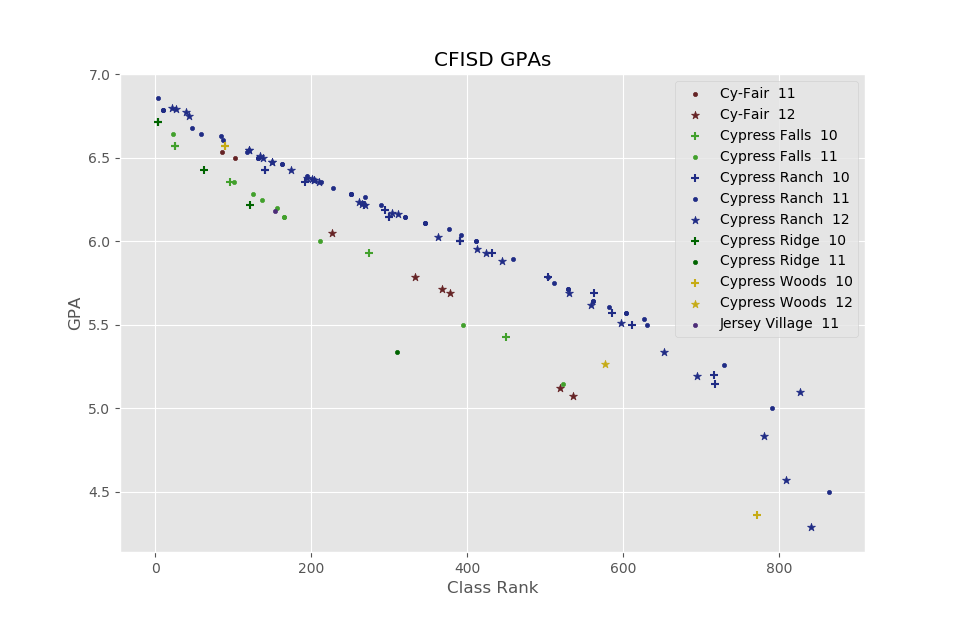 CFISD GPAs
7.0
6.5
6.0
5.5
5.0
4.5
GPA
0 200 400 600 800
Class Rank
Cy-Fair 11
Cy-Fair 12
Cypress Falls 10
Cypress Falls 11
Cypress Ranch 10
Cypress Ranch 11
Cypress Ranch 12
Cypress Ridge 10
Cypress Ridge 11
Cypress Woods 10
Cypress Woods 12
Jersey Village 11